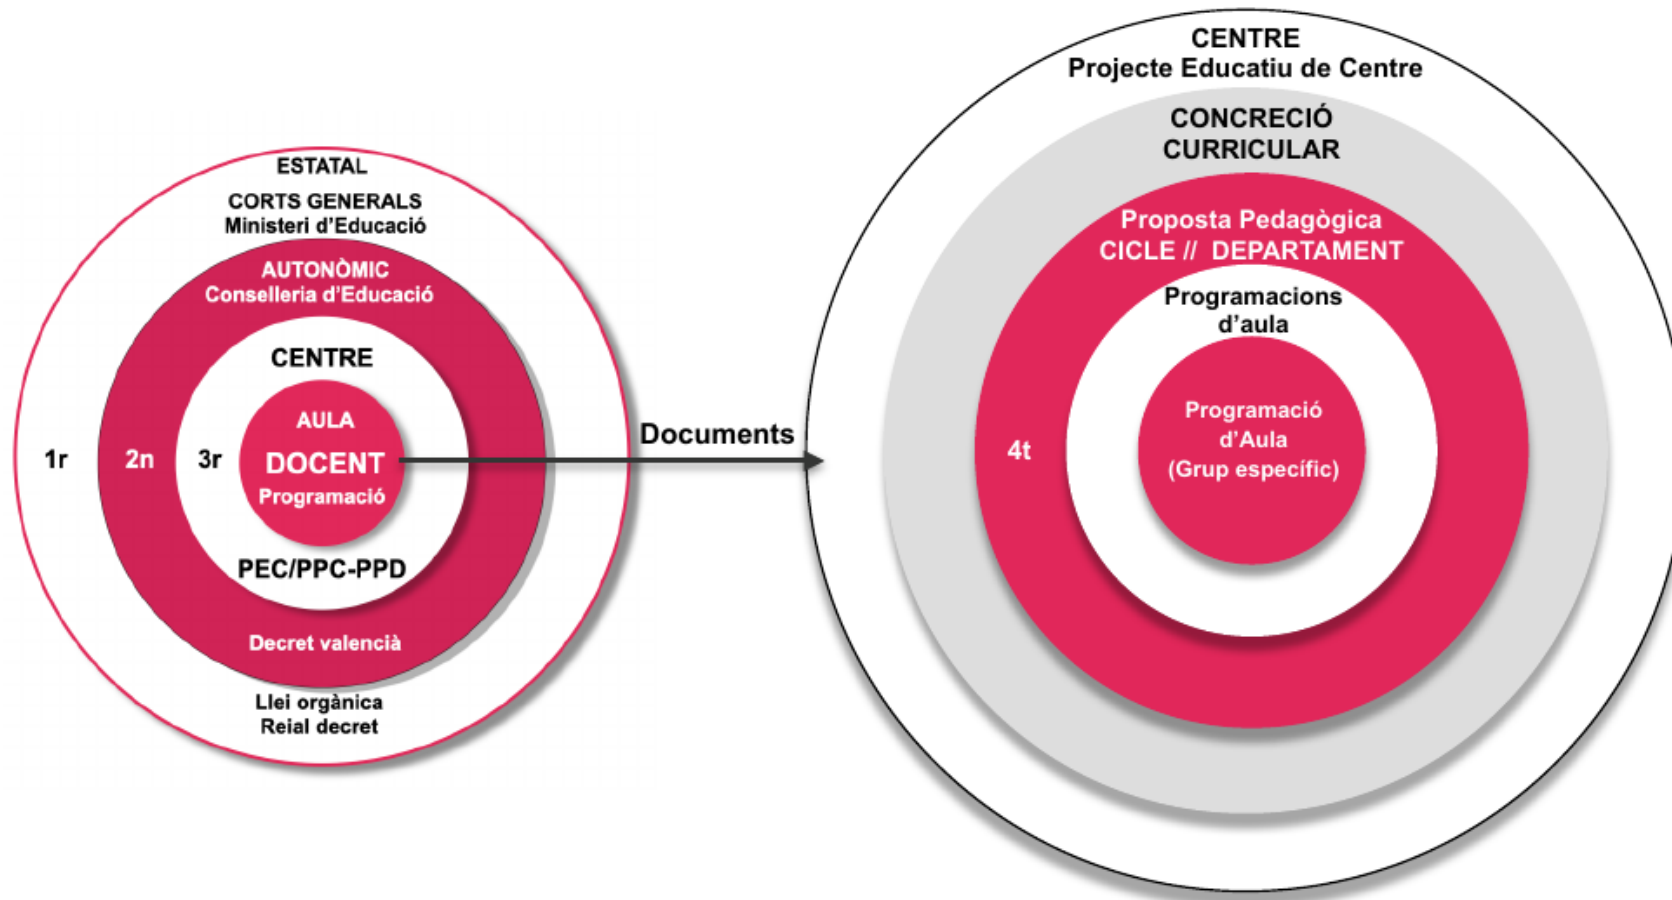 ESTATAL
CORTS GENERALS
Ministeri d'Educació
AUTONÒMIC
Conselleria d'Educació
CENTRE
AULA
1r
2n
3r
DOCENT
Programació
PEC/PPC-PPD
Decret valencià
Llei orgànica
Reial decret
Documents
CENTRE
Projecte Educatiu de Centre
CONCRECIÓ
CURRICULAR
Proposta Pedagògica
CICLE // DEPARTAMENT
Programacions
d'aula
4t
Programació
d'Aula
(Grup específic)